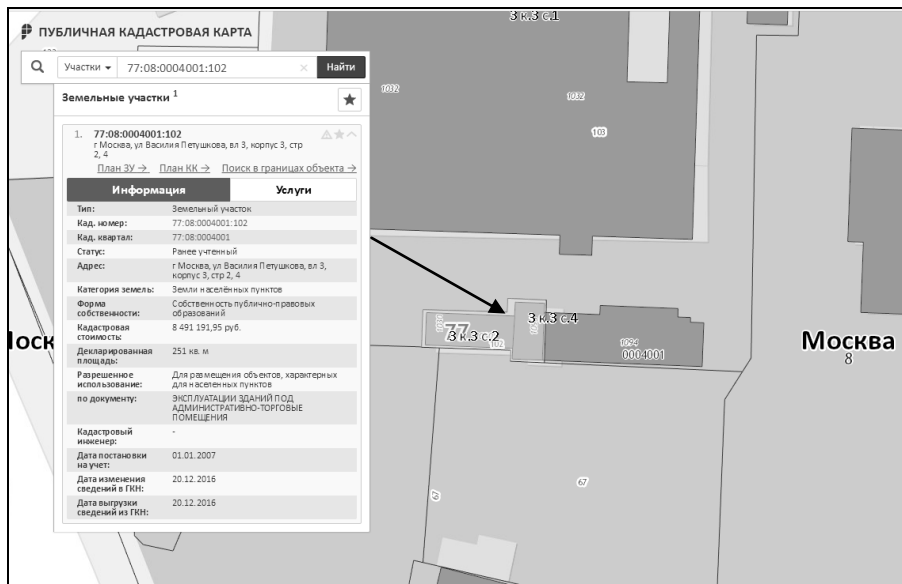 ПУБЛИЧНАЯ КАДАСТРОВАЯ КАРТА
Участки 77:08:0004001:102 × Найти
Земельные участки 1
1. 77:08:0004001:102
г Москва, ул Василия Петушкова, вл 3, корпус 3, стр
2, 4
План ЗУ → План КК → Поиск в границах объекта →
Информация Услуги
Тип: Земельный участок
Кад. номер: 77:08:0004001:102
Кад. квартал: 77:08:0004001
Статус: Ранее учтенный
Адрес: г Москва, ул Василия Петушкова, вл 3,
корпус 3, стр 2, 4
Категория земель: Земли населённых пунктов
Форма Собственность публично-правовых
собственности: образований
Кадастровая 8 491 191,95 руб.
стоимость:
Декларированная 251 кв. м
площадь:
Разрешенное Для размещения объектов, характерных
использование: для населенных пунктов
по документу: ЭКСПЛУАТАЦИИ ЗДАНИЙ ПОД
АДМИНИСТРАТИВНО-ТОРГОВЫЕ
ПОМЕЩЕНИЯ
Кадастровый -
инженер:
Дата постановки 01.01.2007
на учет:
Дата изменения 20.12.2016
сведений в ГКН:
Дата выгрузки 20.12.2016
сведений из ГКН:
3 к.3 с.1
1032
1032
103
3 к.3 с.4
77
3 к.3 с.2
102
1094
0004001
Москва
8
67
67